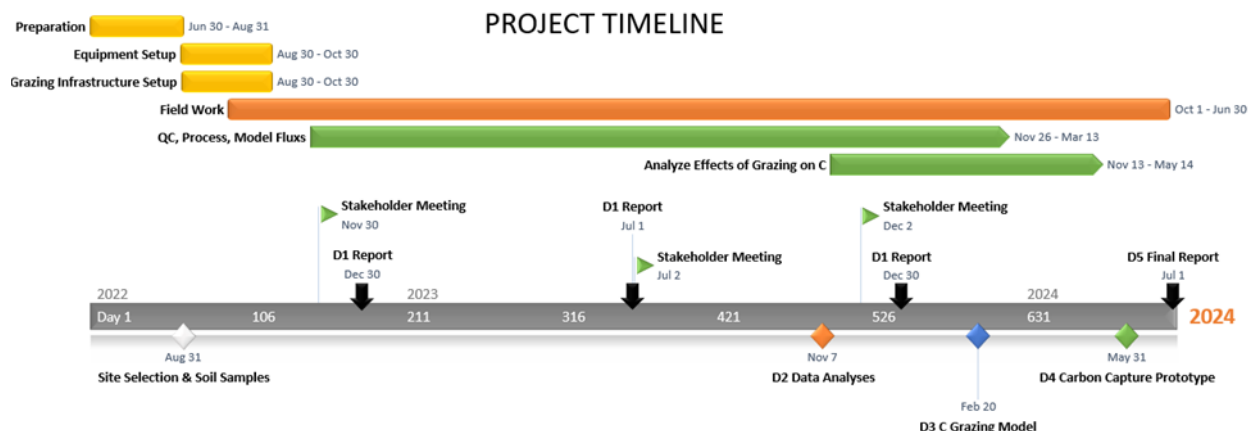 PROJECT TIMELINE
Preparation
Jun 30 - Aug 31
Equipment Setup
Aug 30 - Oct 30
Grazing Infrastructure Setup
Aug 30 - Oct 30
Field Work
Oct 1 - Jun 30
QC, Process, Model Fluxs
Nov 26 - Mar 13
Analyze Effects of Grazing on C
Nov 13 - May 14
Stakeholder Meeting
Nov 30
D1 Report
Dec 30
D1 Report
Jul 1
Stakeholder Meeting
Jul 2
Stakeholder Meeting
Dec 2
D1 Report
Dec 30
D5 Final Report
Jul 1
2022 2023 2024
Day 1 106 211 316 421 526 631 2024
Aug 31
Site Selection & Soil Samples
Nov 7
D2 Data Analyses
Feb 20
D3 C Grazing Model
May 31
D4 Carbon Capture Prototype